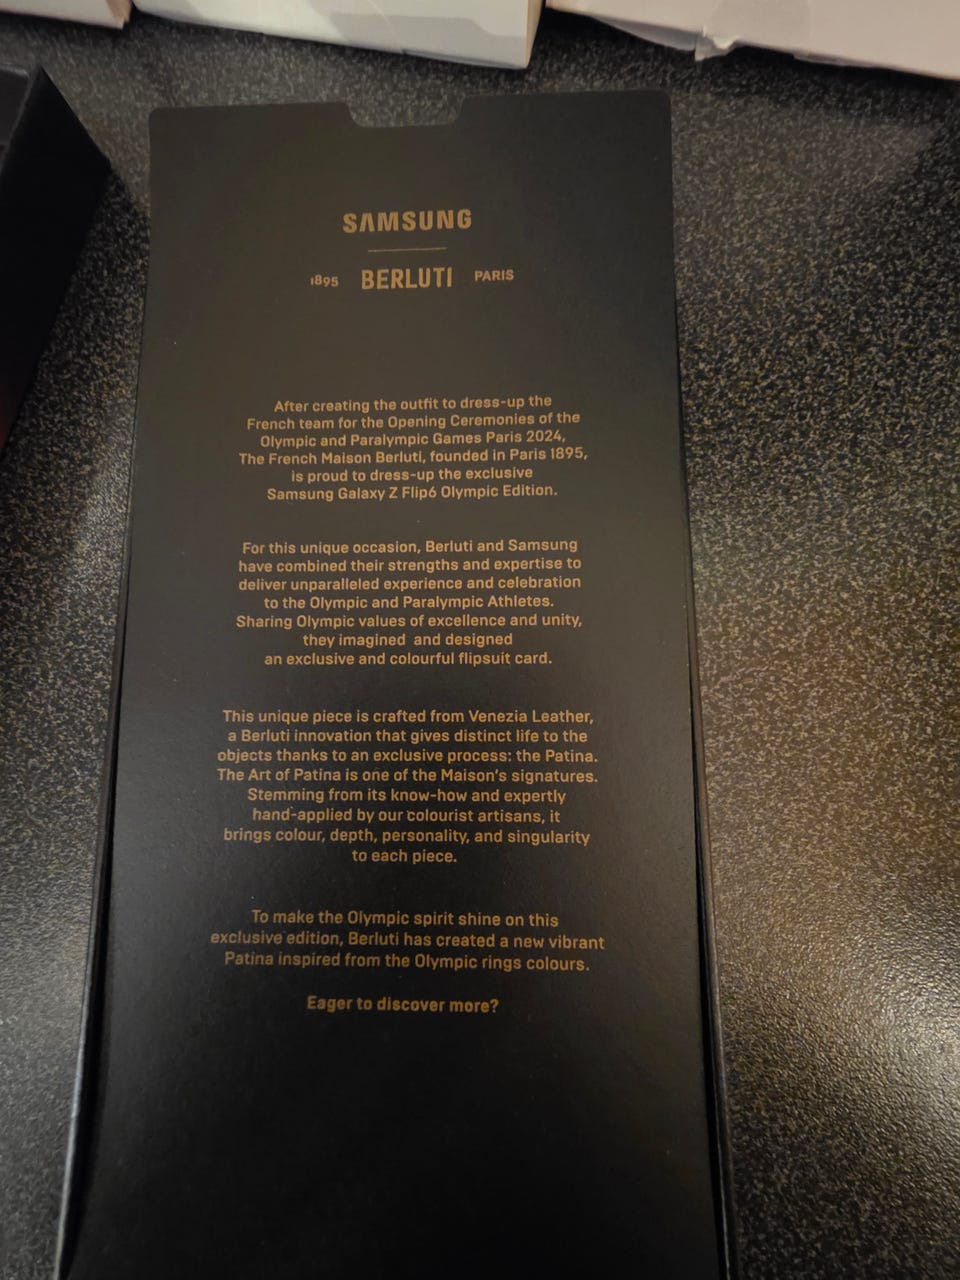 SAMSUNG
1895 BERLUTI PARIS
After creating the outfit to dress-up the
French team for the Opening Ceremonies of the
Olympic and Paralympic Games Paris 2024,
The French Maison Berluti, founded in Paris 1895,
is proud to dress-up the exclusive
Samsung Galaxy Z Flip6 Olympic Edition.
For this unique occasion, Berluti and Samsung
have combined their strengths and expertise to
deliver unparalleled experience and celebration
to the Olympic and Paralympic Athletes.
Sharing Olympic values of excellence and unity,
they imagined and designed
an exclusive and colourful flipsuit card.
This unique piece is crafted from Venezia Leather,
a Berluti innovation that gives distinct life to the
objects thanks to an exclusive process: the Patina.
The Art of Patina is one of the Maison's signatures.
Stemming from its know-how and expertly
hand-applied by our colourist artisans, it
brings colour, depth, personality, and singularity
to each piece.
To make the Olympic spirit shine on this
exclusive edition, Berluti has created a new vibrant
Patina inspired from the Olympic rings colours.
Eager to discover more?